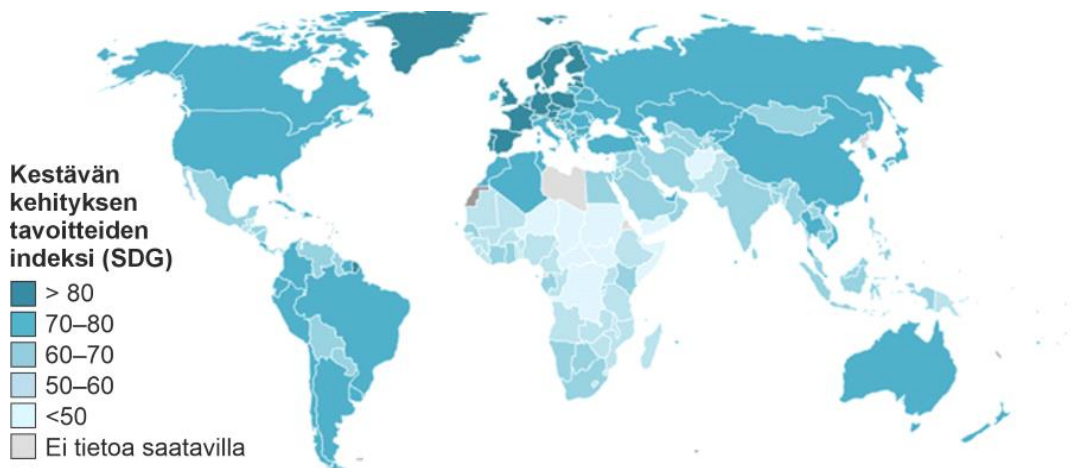 Kestävän
kehityksen
tavoitteiden
indeksi (SDG)
> 80
70–80
60–70
50–60
<50
Ei tietoa saatavilla